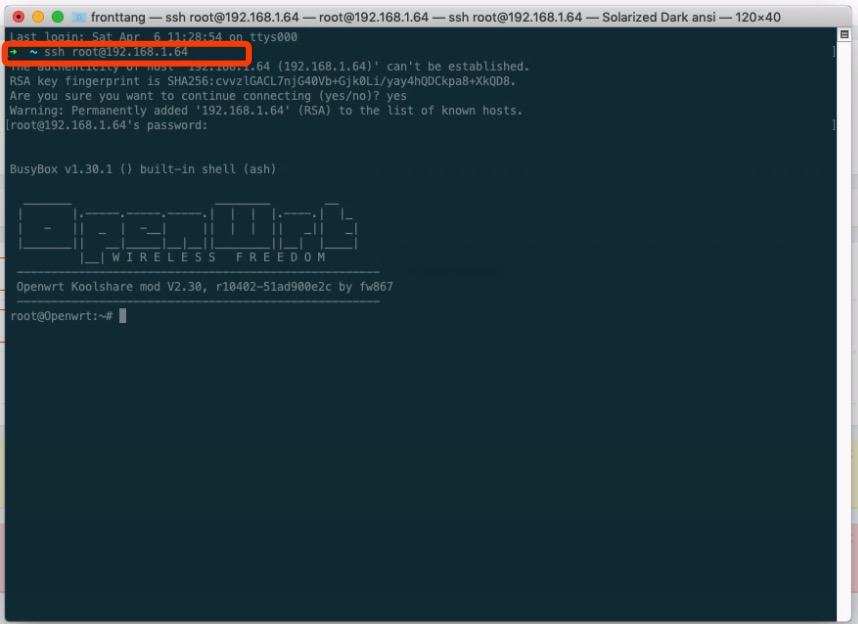 fronttang — ssh root@192.168.1.64 — root@192.168.1.64 — ssh root@192.168.1.64 — Solarized Dark ansi — 120×40
Last login: Sat Apr  6 11:28:54 on ttys000
→  ~ ssh root@192.168.1.64
The authenticity of host '192.168.1.64 (192.168.1.64)' can't be established.
RSA key fingerprint is SHA256:cvvzlGACL7njG40Vb+Gjk0Li/yay4hQDCkpa8+XkQD8.
Are you sure you want to continue connecting (yes/no)? yes
Warning: Permanently added '192.168.1.64' (RSA) to the list of known hosts.
[root@192.168.1.64's password: ]
BusyBox v1.30.1 () built-in shell (ash)
OpenWrt
W I R E L E S S   F R E E D O M
Openwrt Koolshare mod V2.30, r10402-51ad900e2c by fw867
root@Openwrt:~#